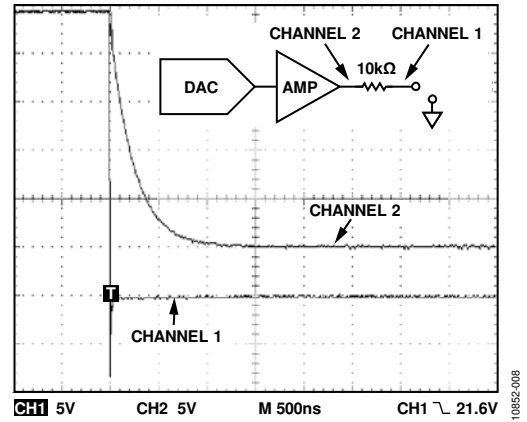 CHANNEL 2 CHANNEL 1
10kΩ
DAC AMP
CHANNEL 2
T
CHANNEL 1
CH1 5V CH2 5V M 500ns CH1 21.6V
10852-008